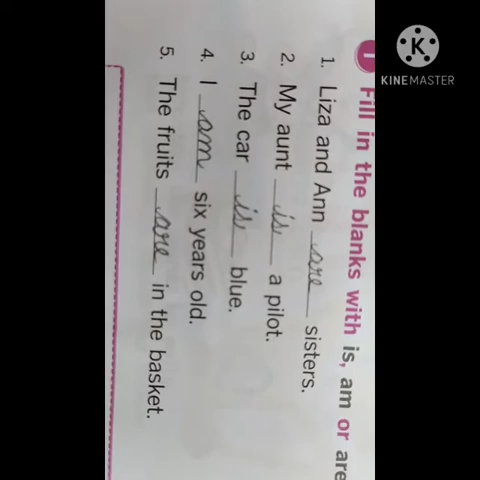 KINEMASTER
1 Fill in the blanks with is, am or are
1. Liza and Ann are sisters.
2. My aunt is a pilot.
3. The car is blue.
4. I am six years old.
5. The fruits are in the basket.